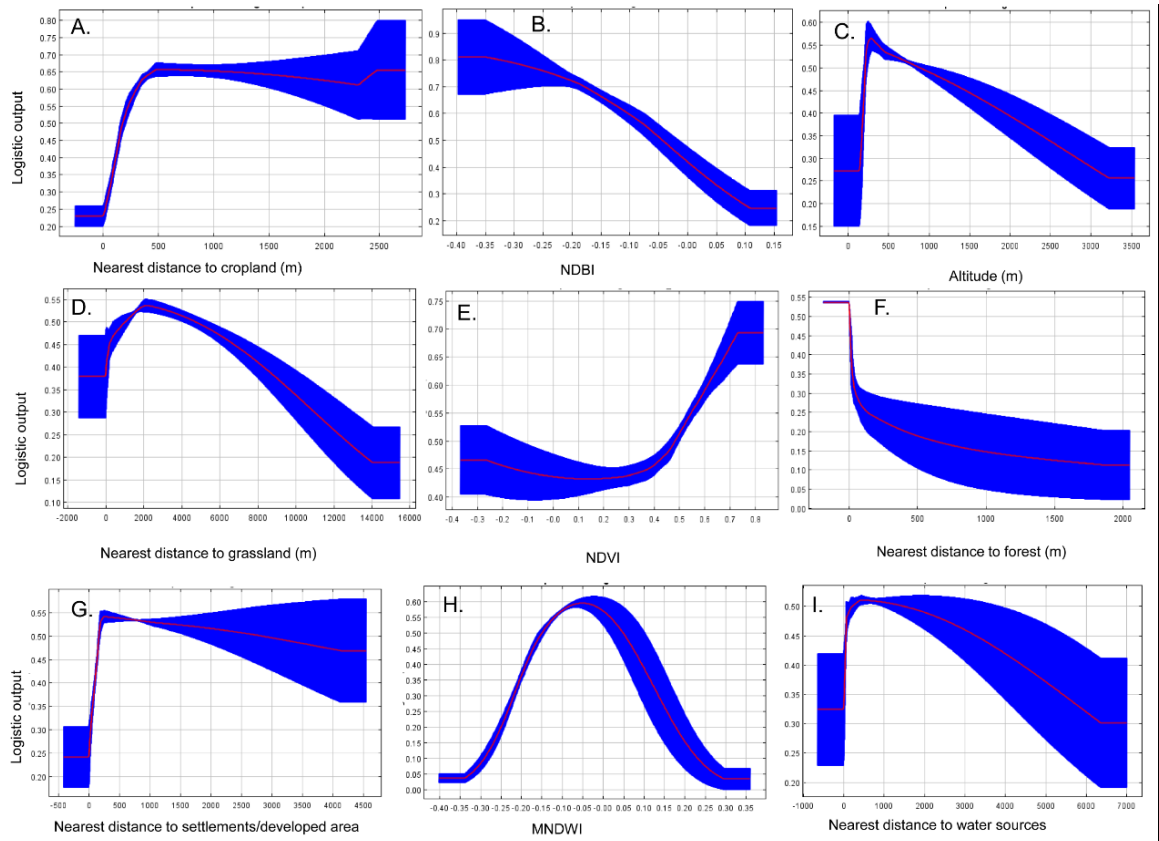 A.
B.
C.
Logistic output
0.80
0.75
0.70
0.65
0.60
0.55
0.50
0.45
0.40
0.35
0.30
0.25
0.20
0 500 1000 1500 2000 2500
0.9
0.8
0.7
0.6
0.5
0.4
0.3
0.2
-0.40 -0.35 -0.30 -0.25 -0.20 -0.15 -0.10 -0.05 -0.00 0.05 0.10 0.15
0.60
0.55
0.50
0.45
0.40
0.35
0.30
0.25
0.20
0.15
0 500 1000 1500 2000 2500 3000 3500
Nearest distance to cropland (m)
NDBI
Altitude (m)
D.
E.
F.
Logistic output
0.55
0.50
0.45
0.40
0.35
0.30
0.25
0.20
0.15
0.10
-2000 0 2000 4000 6000 8000 10000 12000 14000 16000
0.75
0.70
0.65
0.60
0.55
0.50
0.45
0.40
-0.4 -0.3 -0.2 -0.1 -0.0 0.1 0.2 0.3 0.4 0.5 0.6 0.7 0.8
0.55
0.50
0.45
0.40
0.35
0.30
0.25
0.20
0.15
0.10
0.05
0.00
0 500 1000 1500 2000
Nearest distance to grassland (m)
NDVI
Nearest distance to forest (m)
G.
H.
I.
Logistic output
0.55
0.50
0.45
0.40
0.35
0.30
0.25
0.20
-500 0 500 1000 1500 2000 2500 3000 3500 4000 4500
0.60
0.55
0.50
0.45
0.40
0.30
0.25
0.20
0.15
0.10
0.05
0.00
-0.40 -0.35 -0.30 -0.25 -0.20 -0.15 -0.10 -0.05 -0.00 0.05 0.10 0.15 0.20 0.25 0.30 0.36
0.50
0.45
0.40
0.35
0.30
0.25
0.20
-1000 0 1000 2000 3000 4000 5000 6000 7000
Nearest distance to settlements/developed area
MNDWI
Nearest distance to water sources